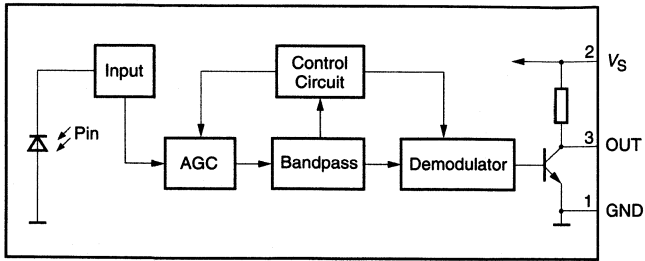 Input
Control
Circuit
2 VS
Pin
AGC
Bandpass
Demodulator
3 OUT
1 GND